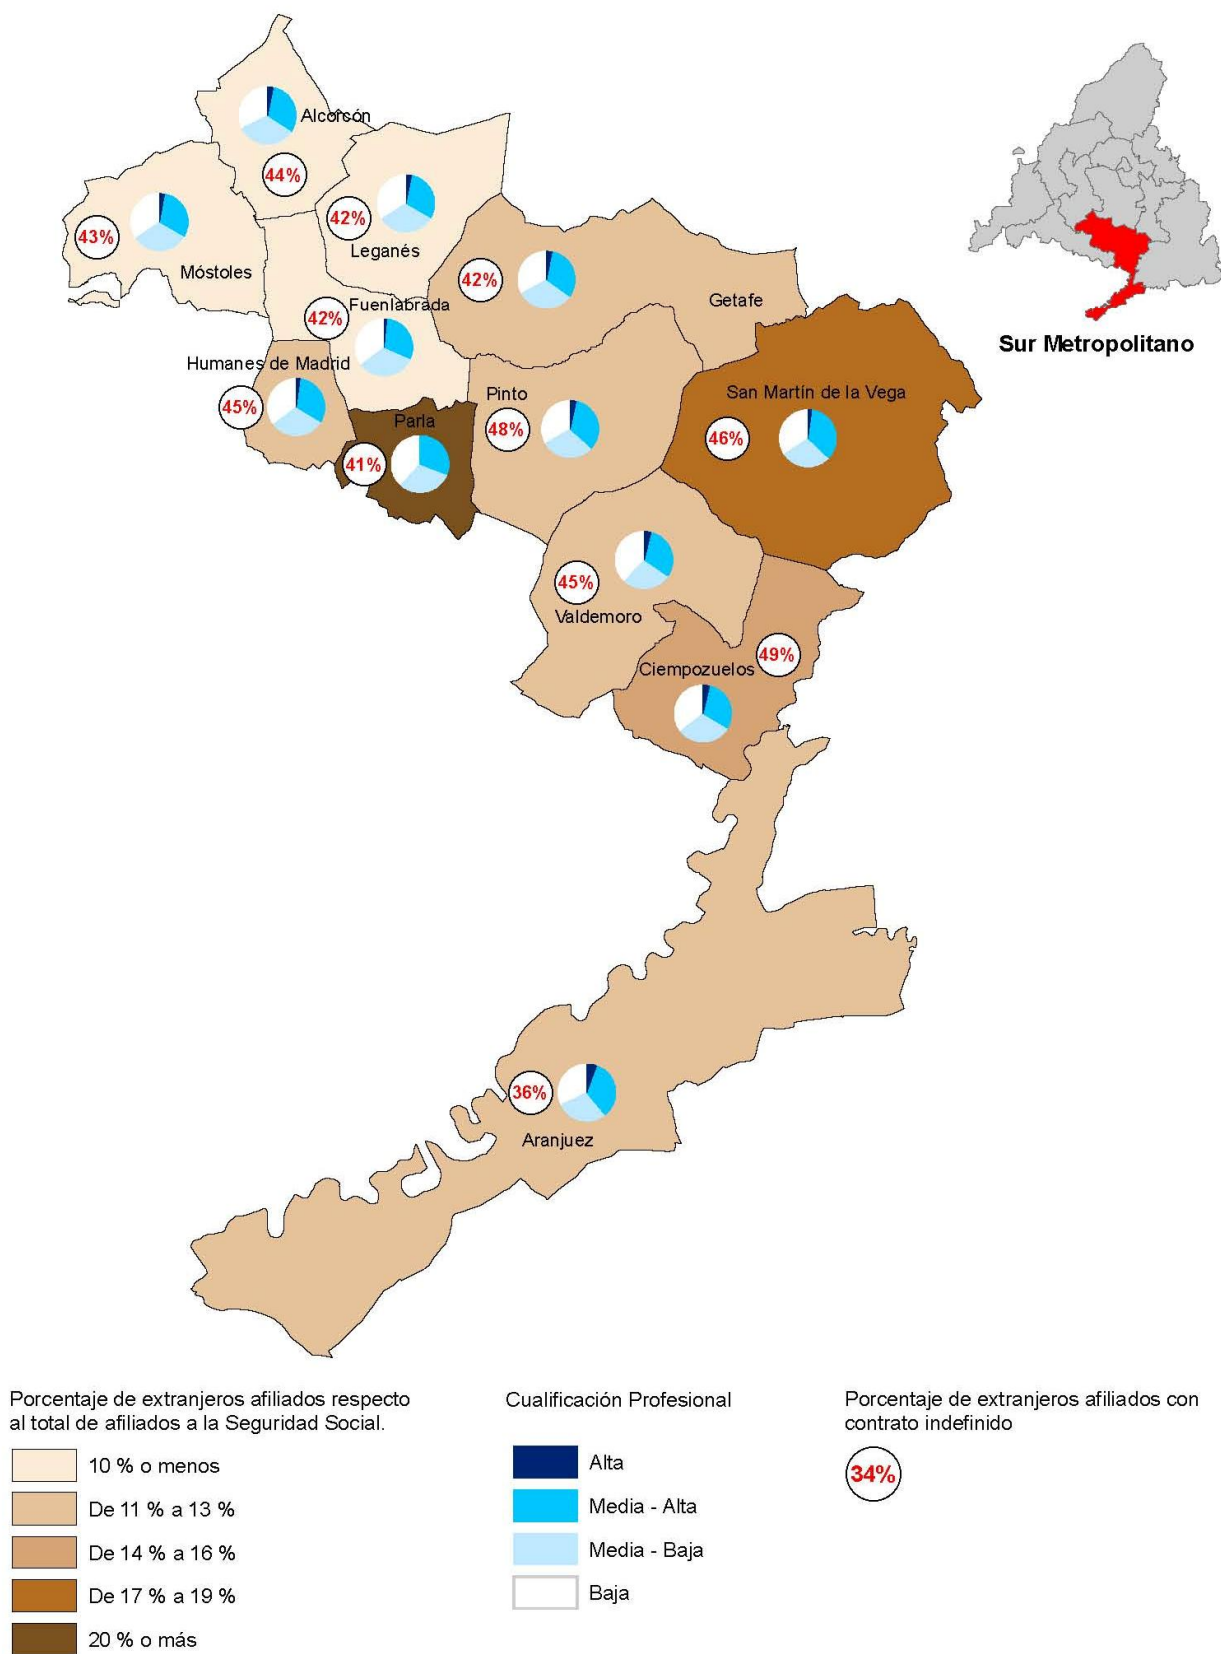 Alcorcón
44%
42%
Leganés
43%
Móstoles
42%
Getafe
42%
Fuenlabrada
Sur Metropolitano
Humanes de Madrid
45%
Pinto
48%
San Martín de la Vega
46%
Parla
41%
45%
Valdemoro
49%
Ciempozuelos
36%
Aranjuez
Porcentaje de extranjeros afiliados respecto
al total de afiliados a la Seguridad Social.
10 % o menos
De 11 % a 13 %
De 14 % a 16 %
De 17 % a 19 %
20 % o más
Cualificación Profesional
Alta
Media - Alta
Media - Baja
Baja
Porcentaje de extranjeros afiliados con
contrato indefinido
34%